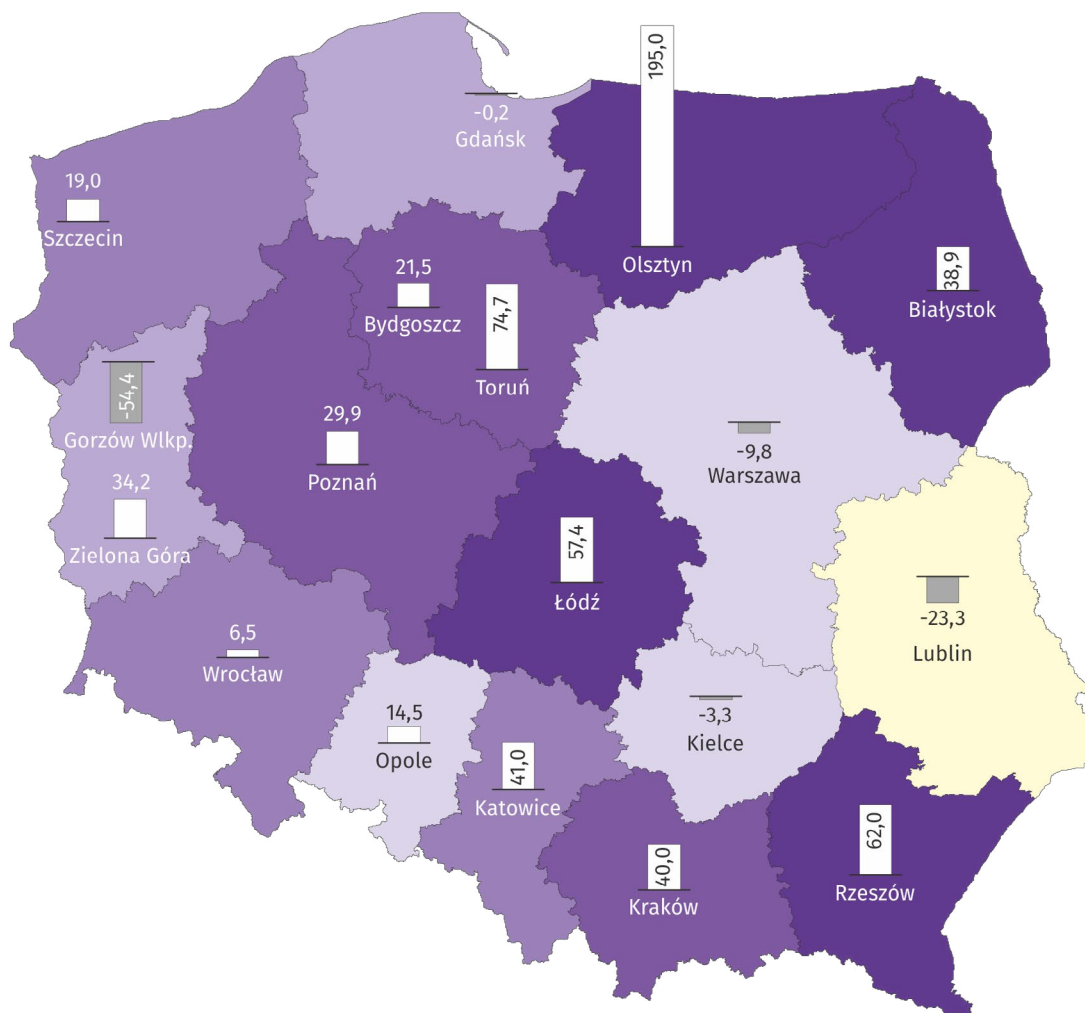 195,0
Olsztyn
-0,2
Gdańsk
19,0
Szczecin
38,9
Białystok
21,5
Bydgoszcz
74,7
Toruń
-54,4
Gorzów Wlkp.
29,9
Poznań
-9,8
Warszawa
34,2
Zielona Góra
57,4
Łódź
-23,3
Lublin
6,5
Wrocław
14,5
Opole
-3,3
Kielce
41,0
Katowice
40,0
Kraków
62,0
Rzeszów